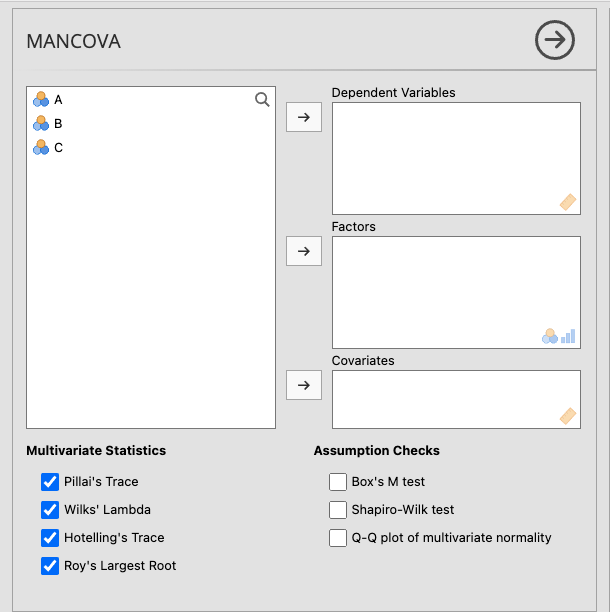 MANCOVA
A
B
C
Dependent Variables
Factors
Covariates
Multivariate Statistics
Pillai's Trace
Wilks' Lambda
Hotelling's Trace
Roy's Largest Root
Assumption Checks
Box's M test
Shapiro-Wilk test
Q-Q plot of multivariate normality